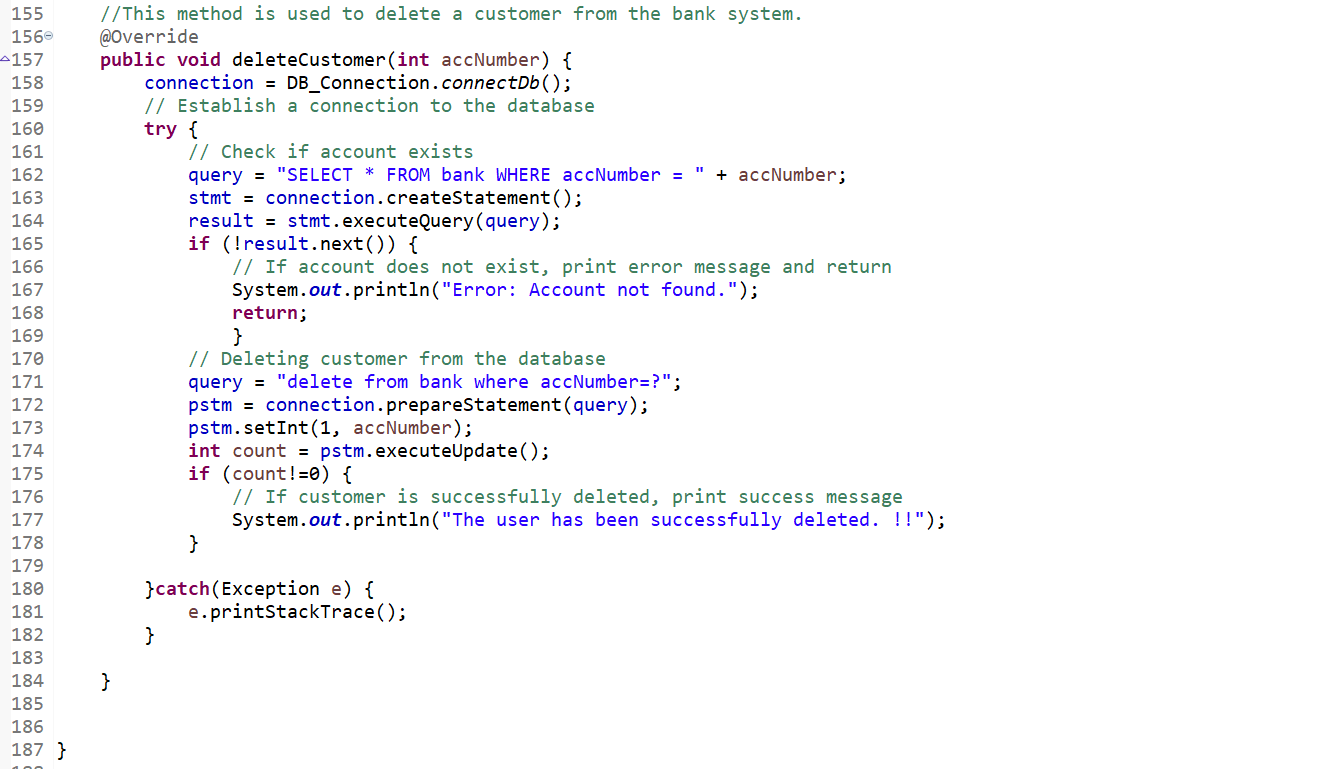 155 //This method is used to delete a customer from the bank system.
156 @Override
157 public void deleteCustomer(int accNumber) {
158 connection = DB_Connection.connectDb();
159 // Establish a connection to the database
160 try {
161 // Check if account exists
162 query = "SELECT * FROM bank WHERE accNumber = " + accNumber;
163 stmt = connection.createStatement();
164 result = stmt.executeQuery(query);
165 if (!result.next()) {
166 // If account does not exist, print error message and return
167 System.out.println("Error: Account not found.");
168 return;
169 }
170 // Deleting customer from the database
171 query = "delete from bank where accNumber=?";
172 pstm = connection.prepareStatement(query);
173 pstm.setInt(1, accNumber);
174 int count = pstm.executeUpdate();
175 if (count!=0) {
176 // If customer is successfully deleted, print success message
177 System.out.println("The user has been successfully deleted. !!");
178 }
179
180 }catch(Exception e) {
181 e.printStackTrace();
182 }
183
184 }
185
186
187 }